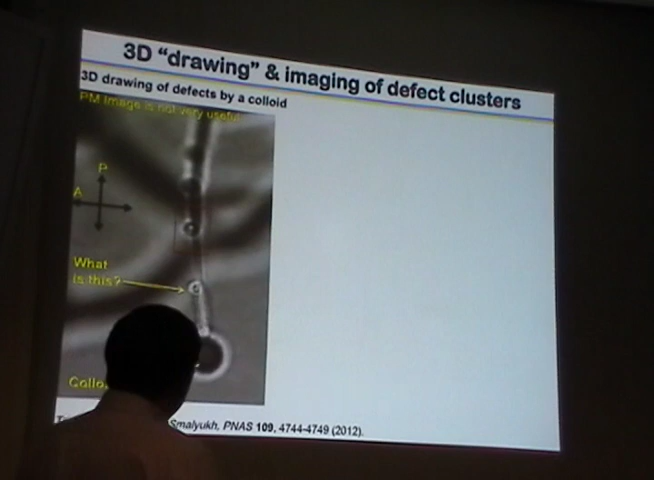 3D "drawing" & imaging of defect clusters
3D drawing of defects by a colloid
PM image is not very useful
P
A
What
is this?
Smalyukh, PNAS 109, 4744-4749 (2012).